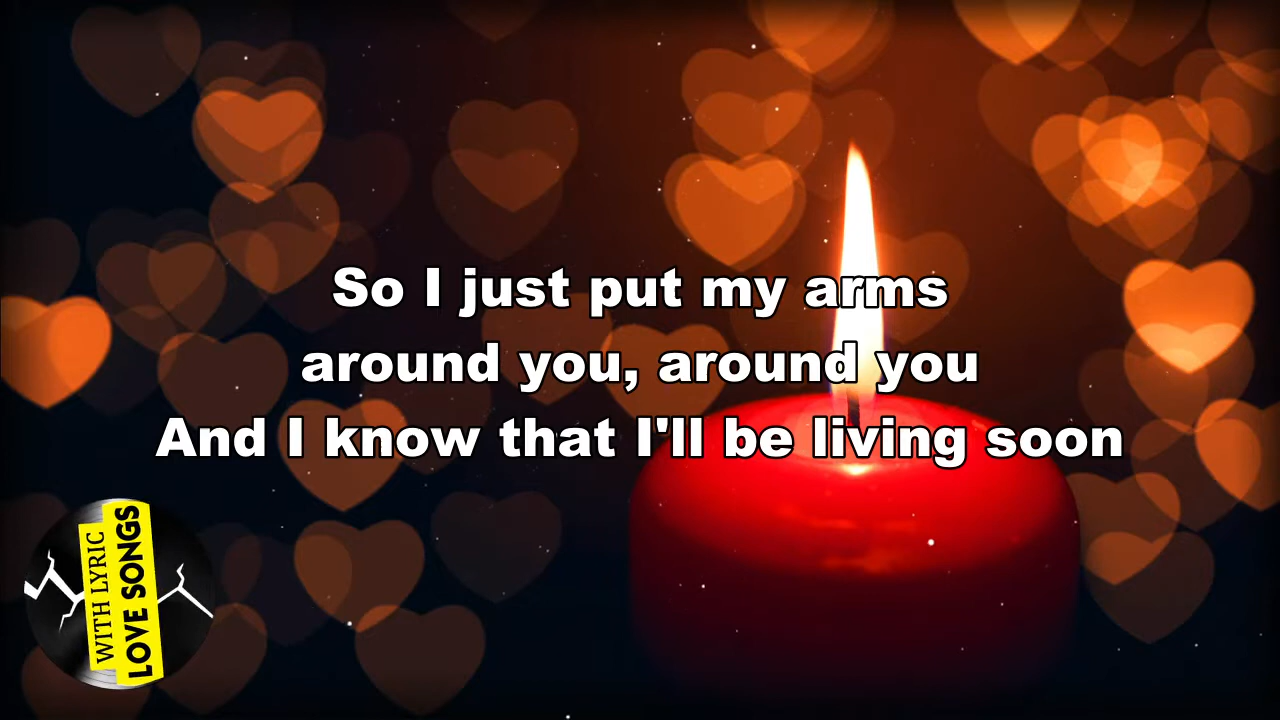 So I just put my arms
around you, around you
And I know that I'll be living soon
WITH LYRIC
LOVE SONGS